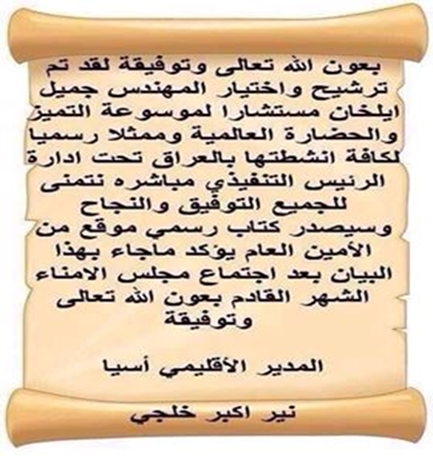 بعون الله تعالى وتوفيقة لقد تم
ترشيح واختيار المهندس جميل
ايلخان مستشارا لموسوعة التميز
والحضارة العالمية وممثلا رسميا
لكافة انشطتها بالعراق تحت ادارة
الرئيس التنفيذي مباشره نتمنى
للجميع التوفيق والنجاح
وسيصدر كتاب رسمي موقع من
الأمين العام يؤكد ماجاء بهذا
البيان بعد اجتماع مجلس الامناء
الشهر القادم بعون الله تعالى
وتوفيقة
المدير الأقليمي أسيا
نير اكبر خلجي